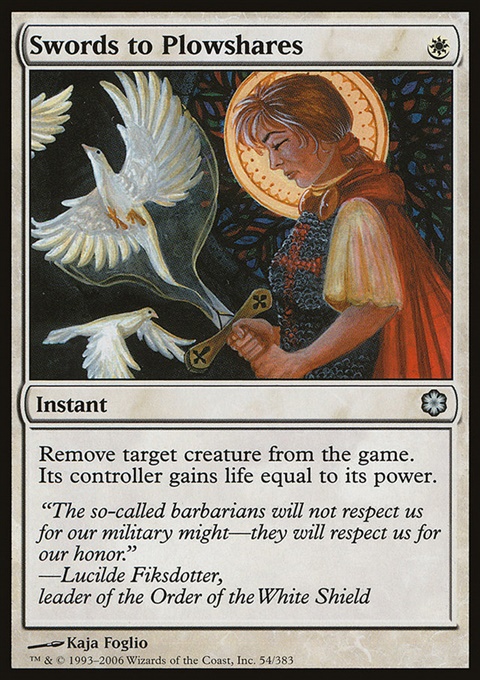 Swords to Plowshares
Instant
Remove target creature from the game.
Its controller gains life equal to its power.
“The so-called barbarians will not respect us
for our military might—they will respect us for
our honor.”
—Lucilde Fiksdotter,
leader of the Order of the White Shield
Kaja Foglio
™ & © 1993–2006 Wizards of the Coast, Inc. 54/383